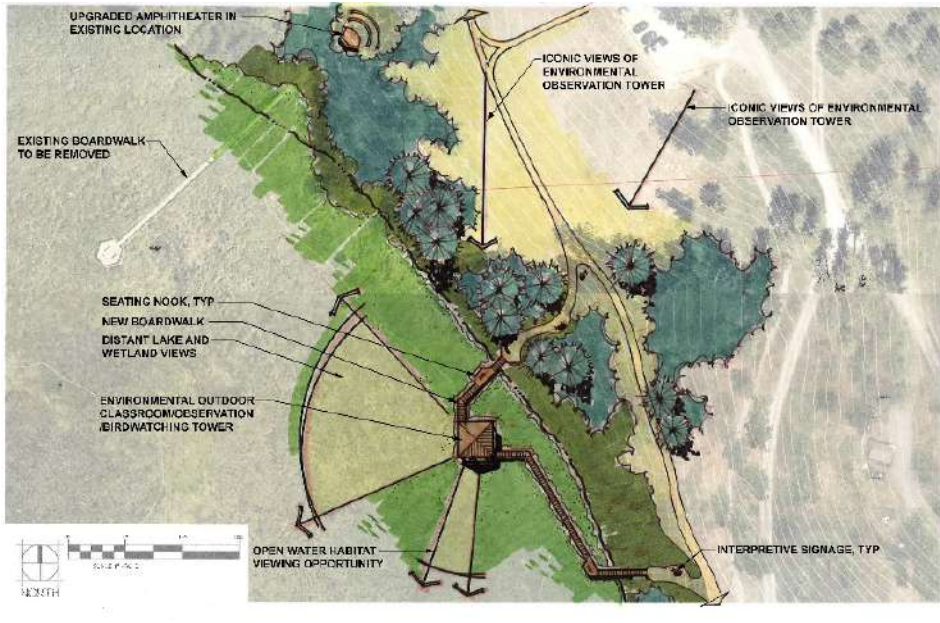 UPGRADED AMPHITHEATER IN
EXISTING LOCATION
ICONIC VIEWS OF
ENVIRONMENTAL
OBSERVATION TOWER
ICONIC VIEWS OF ENVIRONMENTAL
OBSERVATION TOWER
EXISTING BOARDWALK
TO BE REMOVED
SEATING NOOK, TYP
NEW BOARDWALK
DISTANT LAKE AND
WETLAND VIEWS
ENVIRONMENTAL OUTDOOR
CLASSROOM/OBSERVATION
/BIRDWATCHING TOWER
OPEN WATER HABITAT
VIEWING OPPORTUNITY
INTERPRETIVE SIGNAGE, TYP
NORTH